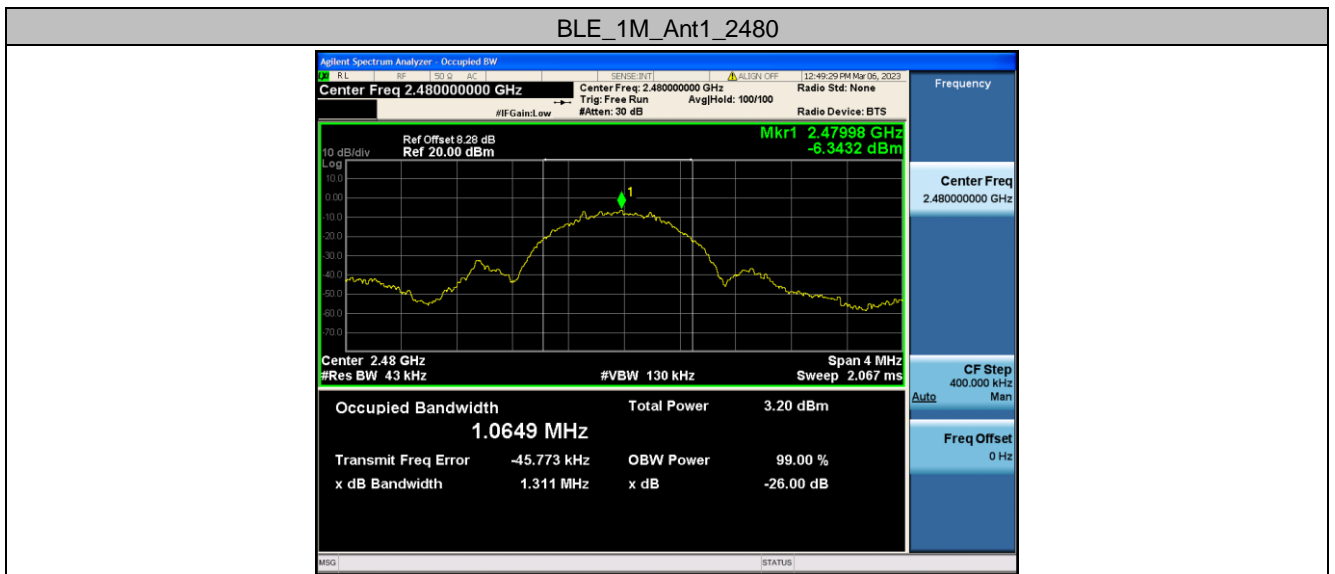 BLE_1M_Ant1_2480
Agilent Spectrum Analyzer - Occupied BW
RL RF 50 Ω AC SENSE:INT ALIGN OFF 12:49:29 PM Mar 06, 2023
Center Freq 2.480000000 GHz
Center Freq: 2.480000000 GHz Radio Std: None
Trig: Free Run Avg|Hold: 100/100
#IFGain:Low #Atten: 30 dB Radio Device: BTS
Frequency
Ref Offset 8.28 dB Mkr1 2.47998 GHz
10 dB/div Ref 20.00 dBm -6.3432 dBm
Log
10.0
0.00
-10.0
-20.0
-30.0
-40.0
-50.0
-60.0
-70.0
1
Center Freq
2.480000000 GHz
Center 2.48 GHz Span 4 MHz
#Res BW 43 kHz #VBW 130 kHz Sweep 2.067 ms
CF Step
400.000 kHz
Auto Man
Occupied Bandwidth Total Power 3.20 dBm
1.0649 MHz
Transmit Freq Error -45.773 kHz OBW Power 99.00 %
x dB Bandwidth 1.311 MHz x dB -26.00 dB
Freq Offset
0 Hz
MSG STATUS